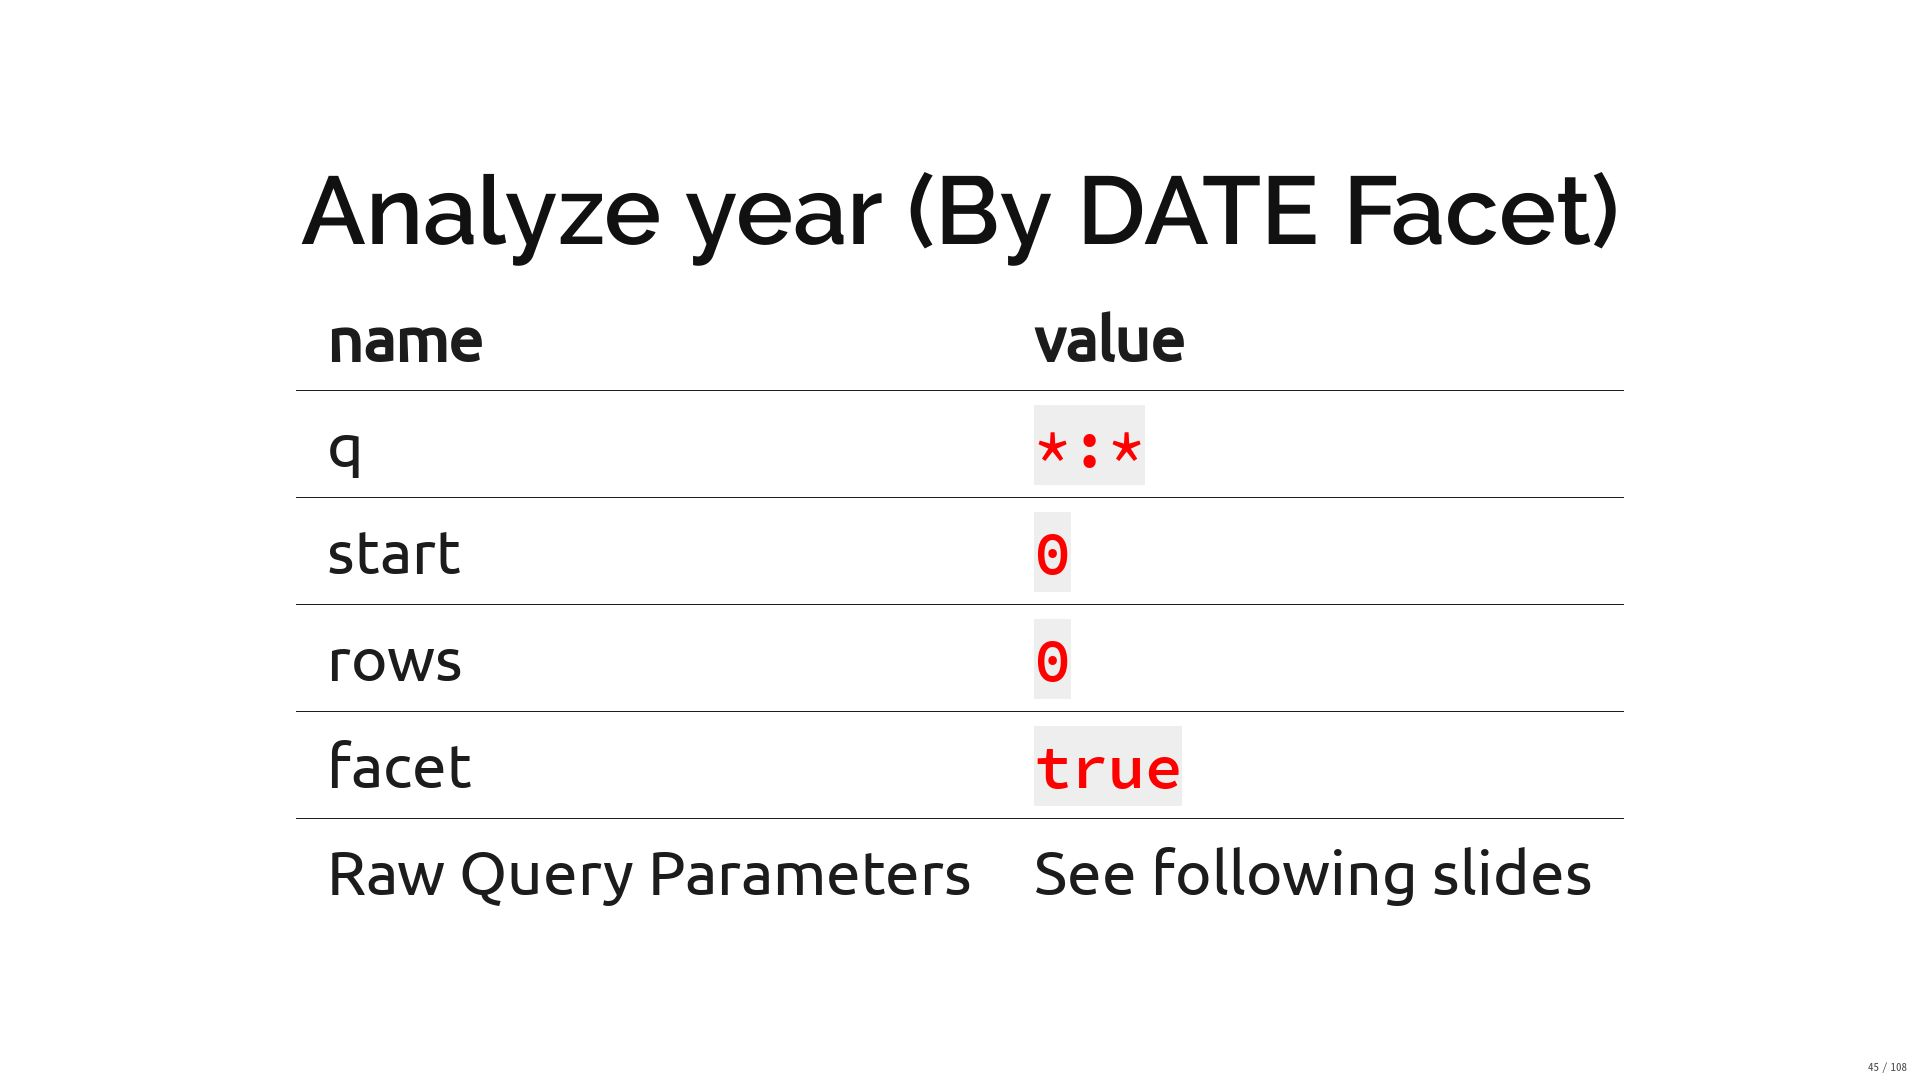 Analyze year (By DATE Facet)
name value
q *:*
start 0
rows 0
facet true
Raw Query Parameters See following slides
45 / 108